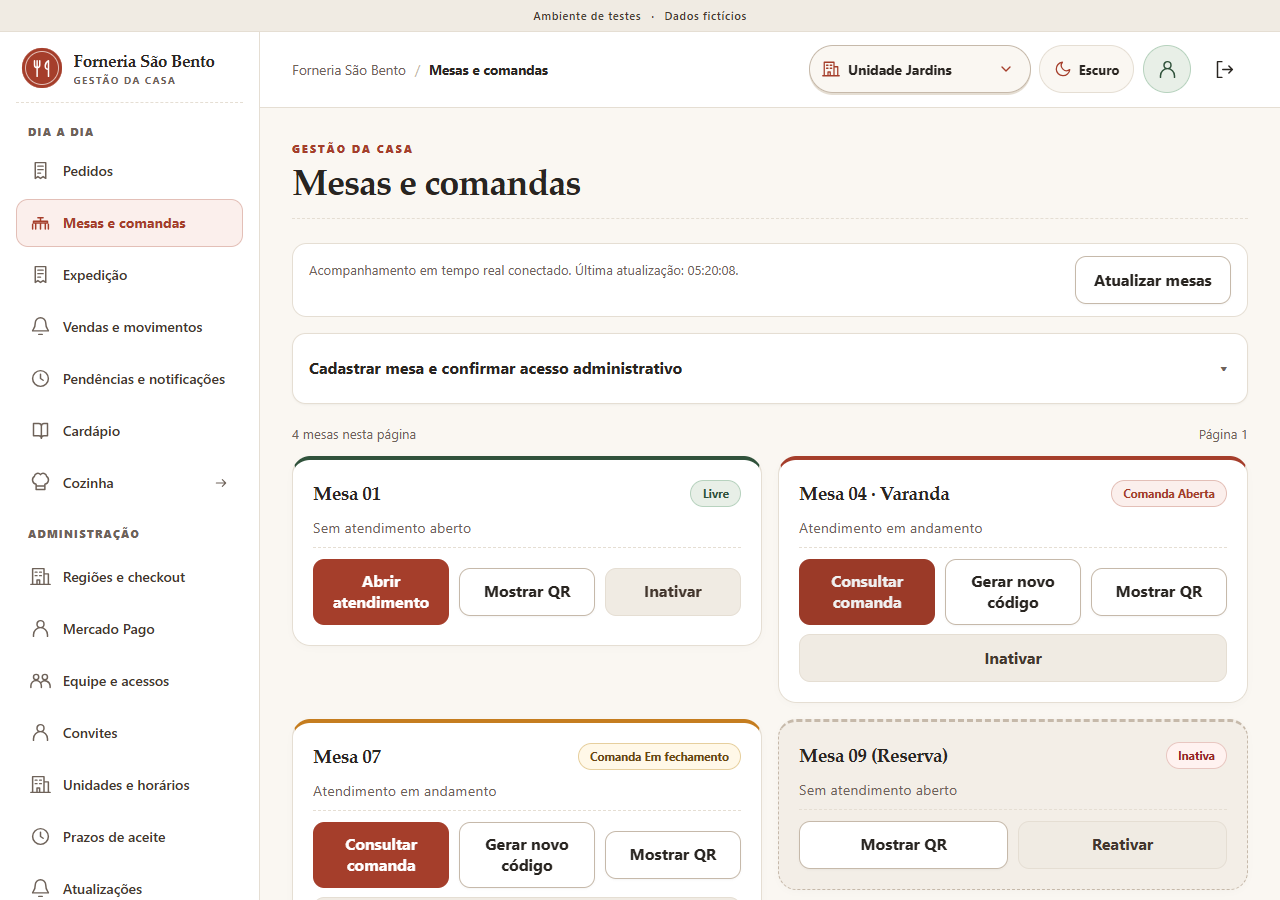 Ambiente de testes · Dados fictícios
Forneria São Bento
GESTÃO DA CASA
DIA A DIA
Pedidos
Mesas e comandas
Expedição
Vendas e movimentos
Pendências e notificações
Cardápio
Cozinha
ADMINISTRAÇÃO
Regiões e checkout
Mercado Pago
Equipe e acessos
Convites
Unidades e horários
Prazos de aceite
Atualizações
Forneria São Bento / Mesas e comandas
Unidade Jardins
Escuro
GESTÃO DA CASA
Mesas e comandas
Acompanhamento em tempo real conectado. Última atualização: 05:20:08.
Atualizar mesas
Cadastrar mesa e confirmar acesso administrativo
4 mesas nesta página
Página 1
Mesa 01
Livre
Sem atendimento aberto
Abrir
atendimento
Mostrar QR
Inativar
Mesa 04 · Varanda
Comanda Aberta
Atendimento em andamento
Consultar
comanda
Gerar novo
código
Mostrar QR
Inativar
Mesa 07
Comanda Em fechamento
Atendimento em andamento
Consultar
comanda
Gerar novo
código
Mostrar QR
Mesa 09 (Reserva)
Inativa
Sem atendimento aberto
Mostrar QR
Reativar